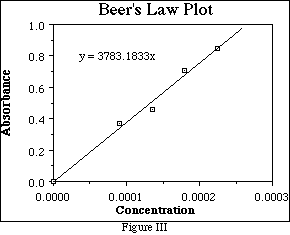 Beer's Law Plot
1.0
0.8
0.6
0.4
0.2
0.0
y = 3783.1833x
Absorbance
0.0000 0.0001 0.0002 0.0003
Concentration
Figure III